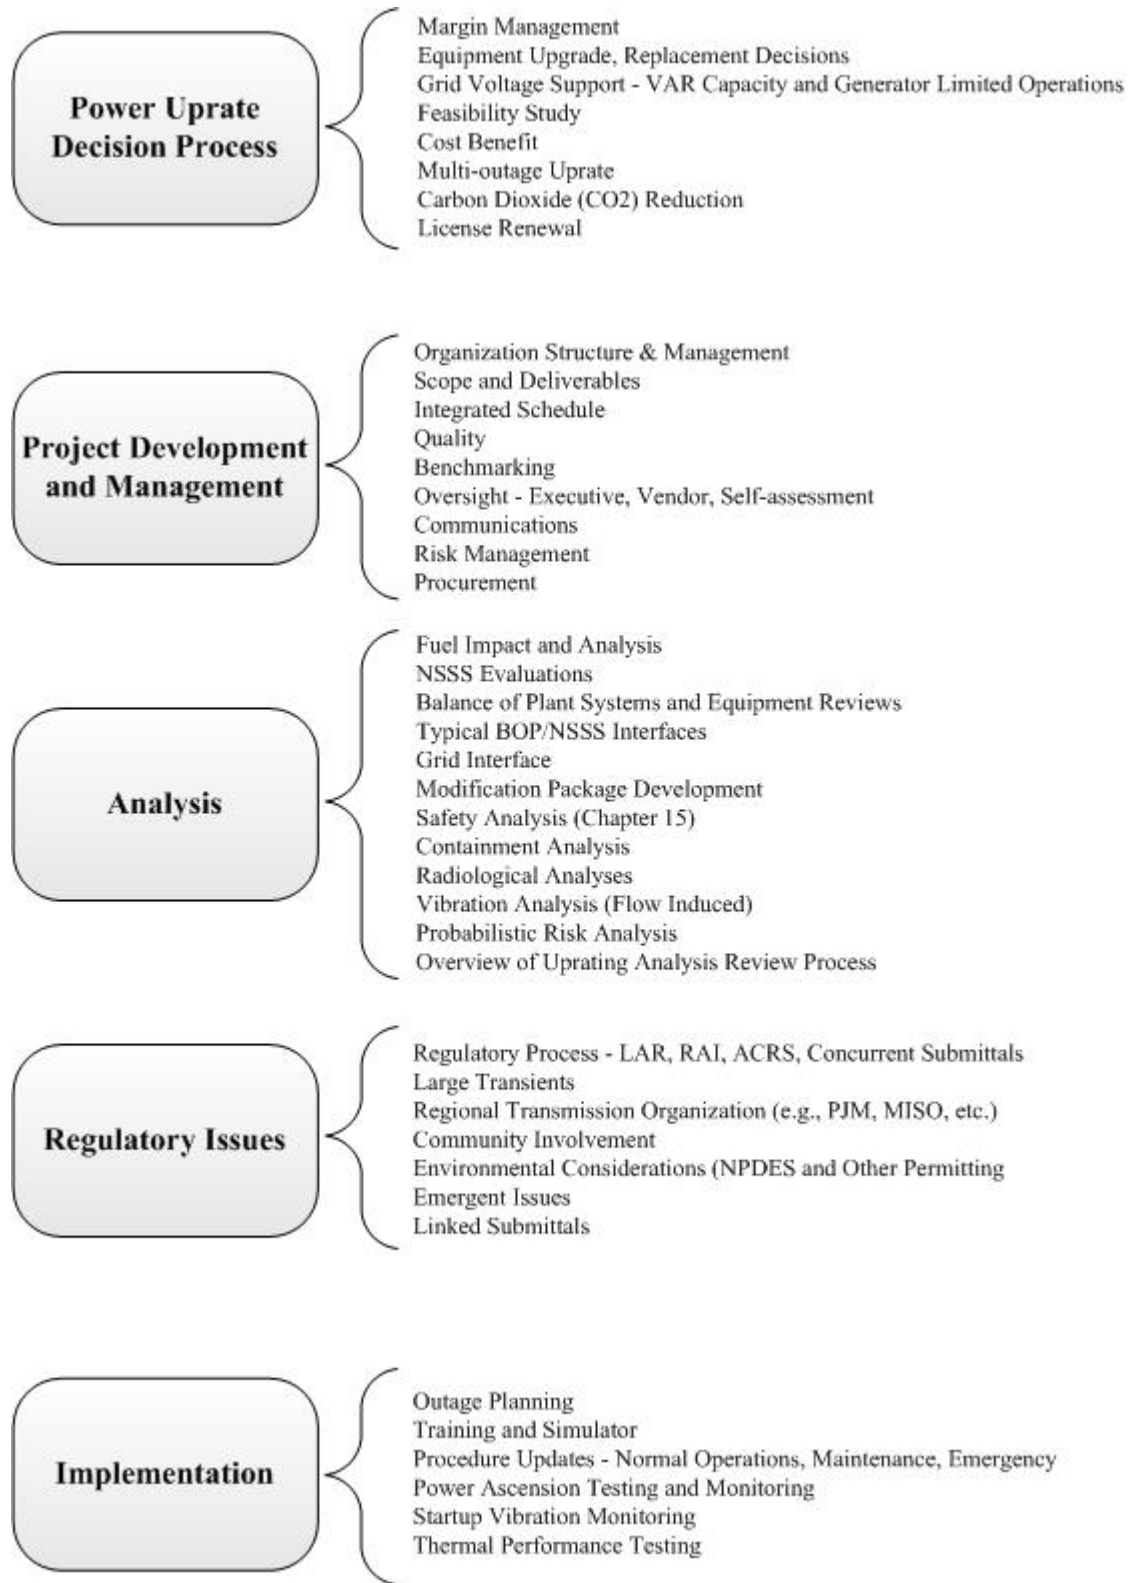 Power Uprate
Decision Process
Margin Management
Equipment Upgrade, Replacement Decisions
Grid Voltage Support - VAR Capacity and Generator Limited Operations
Feasibility Study
Cost Benefit
Multi-outage Uprate
Carbon Dioxide (CO2) Reduction
License Renewal
Project Development
and Management
Organization Structure & Management
Scope and Deliverables
Integrated Schedule
Quality
Benchmarking
Oversight - Executive, Vendor, Self-assessment
Communications
Risk Management
Procurement
Analysis
Fuel Impact and Analysis
NSSS Evaluations
Balance of Plant Systems and Equipment Reviews
Typical BOP/NSSS Interfaces
Grid Interface
Modification Package Development
Safety Analysis (Chapter 15)
Containment Analysis
Radiological Analyses
Vibration Analysis (Flow Induced)
Probabilistic Risk Analysis
Overview of Uprating Analysis Review Process
Regulatory Issues
Regulatory Process - LAR, RAI, ACRS, Concurrent Submittals
Large Transients
Regional Transmission Organization (e.g., PJM, MISO, etc.)
Community Involvement
Environmental Considerations (NPDES and Other Permitting
Emergent Issues
Linked Submittals
Implementation
Outage Planning
Training and Simulator
Procedure Updates - Normal Operations, Maintenance, Emergency
Power Ascension Testing and Monitoring
Startup Vibration Monitoring
Thermal Performance Testing